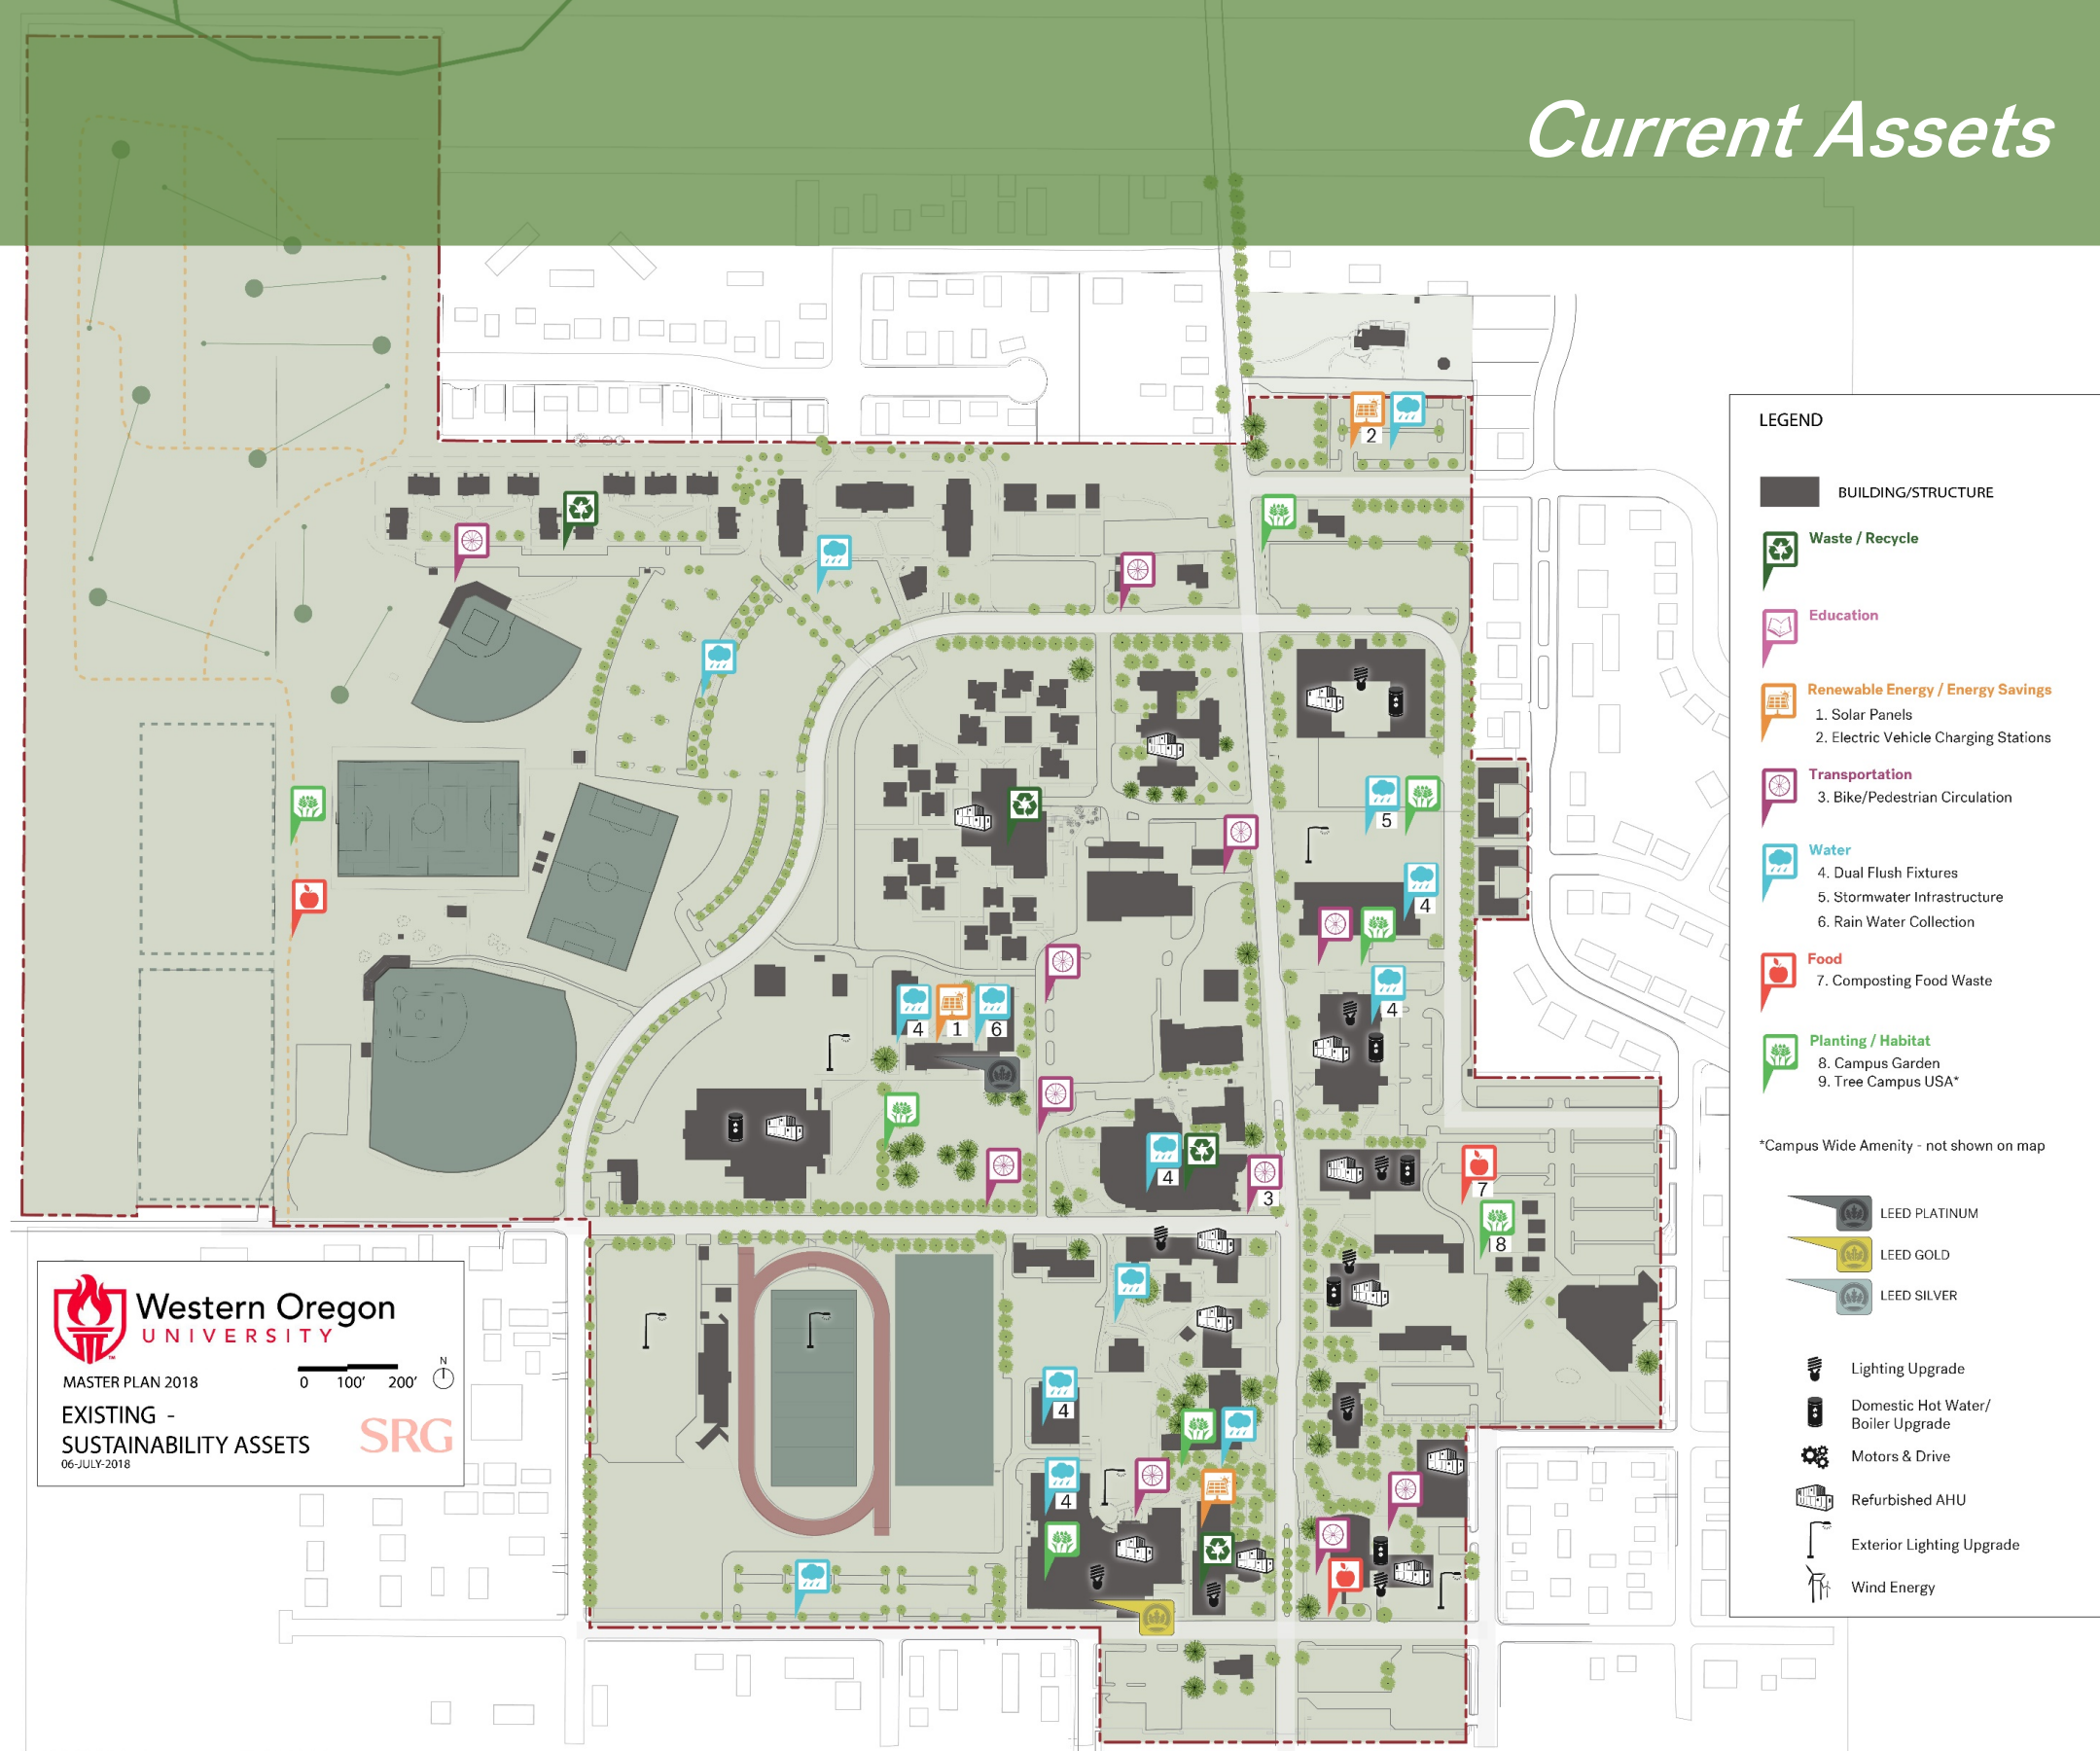 Current Assets
2
5
4
4
4
1
6
4
3
7
8
4
4
LEGEND
BUILDING/STRUCTURE
Waste / Recycle
Education
Renewable Energy / Energy Savings
1. Solar Panels
2. Electric Vehicle Charging Stations
Transportation
3. Bike/Pedestrian Circulation
Water
4. Dual Flush Fixtures
5. Stormwater Infrastructure
6. Rain Water Collection
Food
7. Composting Food Waste
Planting / Habitat
8. Campus Garden
9. Tree Campus USA*
*Campus Wide Amenity - not shown on map
LEED PLATINUM
LEED GOLD
LEED SILVER
Lighting Upgrade
Domestic Hot Water/
Boiler Upgrade
Motors & Drive
Refurbished AHU
Exterior Lighting Upgrade
Wind Energy
Western Oregon
UNIVERSITY
MASTER PLAN 2018
0 100' 200'
N
EXISTING -
SUSTAINABILITY ASSETS
SRG
06-JULY-2018